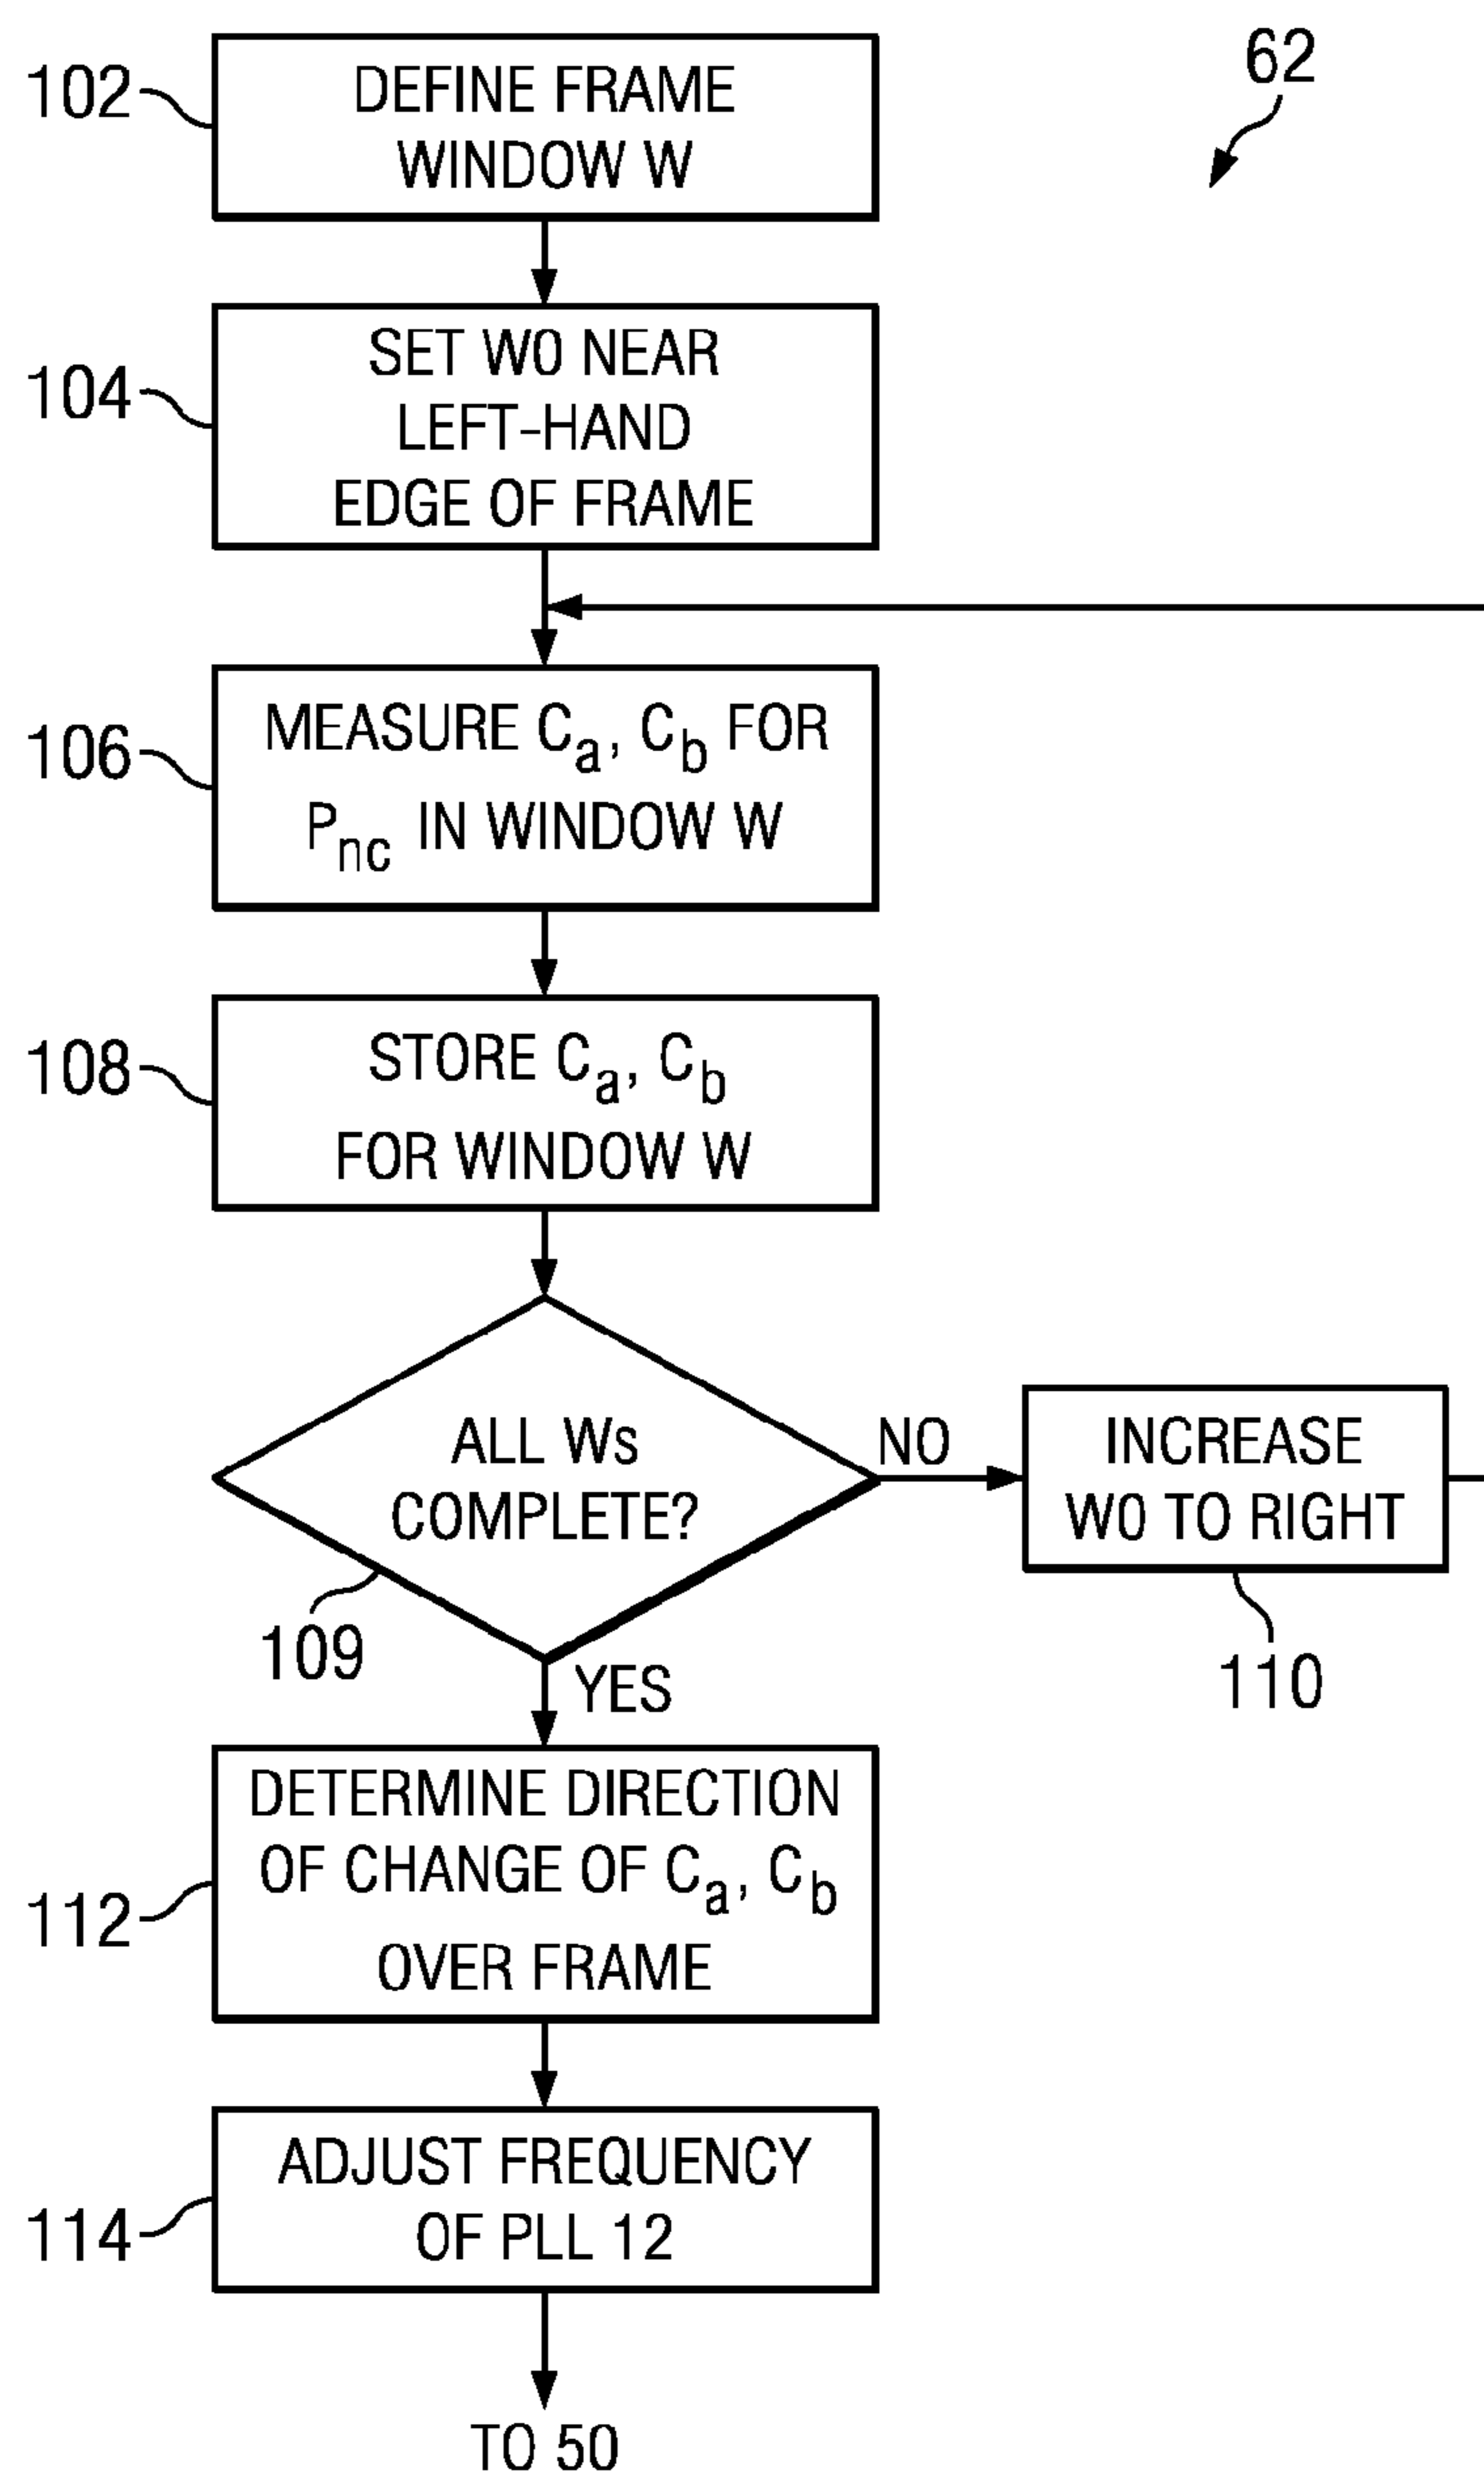 62
102
DEFINE FRAME
WINDOW W
104
SET W0 NEAR
LEFT-HAND
EDGE OF FRAME
106
MEASURE Ca, Cb FOR
Pnc IN WINDOW W
108
STORE Ca, Cb
FOR WINDOW W
ALL Ws
COMPLETE?
109
NO
INCREASE
W0 TO RIGHT
110
YES
112
DETERMINE DIRECTION
OF CHANGE OF Ca, Cb
OVER FRAME
114
ADJUST FREQUENCY
OF PLL 12
TO 50